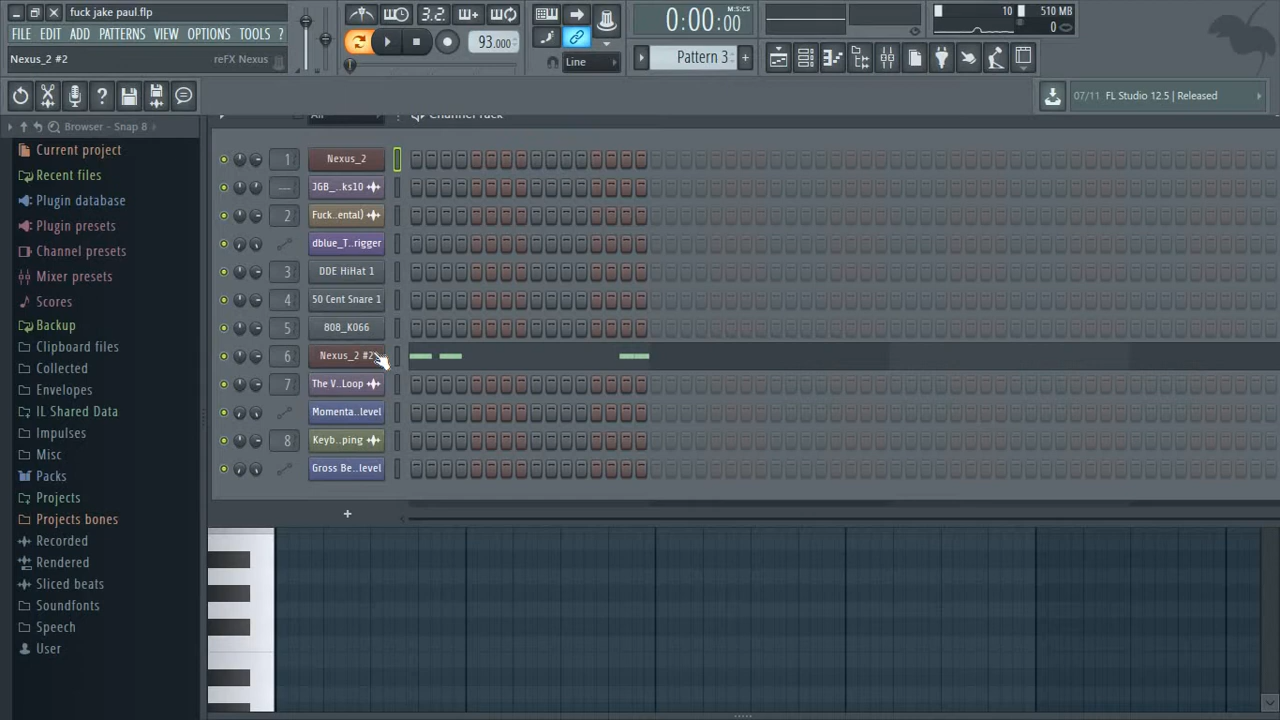 fuck jake paul.flp
FILE EDIT ADD PATTERNS VIEW OPTIONS TOOLS ?
Nexus_2 #2 reFX Nexus
3.2.
93.000
Line
0:00:00
M:S:CS
Pattern 3
10 510 MB
0
07/11 FL Studio 12.5 | Released
Browser - Snap 8
Current project
Recent files
Plugin database
Plugin presets
Channel presets
Mixer presets
Scores
Backup
Clipboard files
Collected
Envelopes
IL Shared Data
Impulses
Misc
Packs
Projects
Projects bones
Recorded
Rendered
Sliced beats
Soundfonts
Speech
User
All Channel rack
1 Nexus_2
--- JGB_...ks10
2 Fuck..ental)
dblue_T..rigger
3 DDE HiHat 1
4 50 Cent Snare 1
5 808_K066
6 Nexus_2 #2
7 The V..Loop
Momenta..level
8 Keyb..ping
Gross Be..level
+